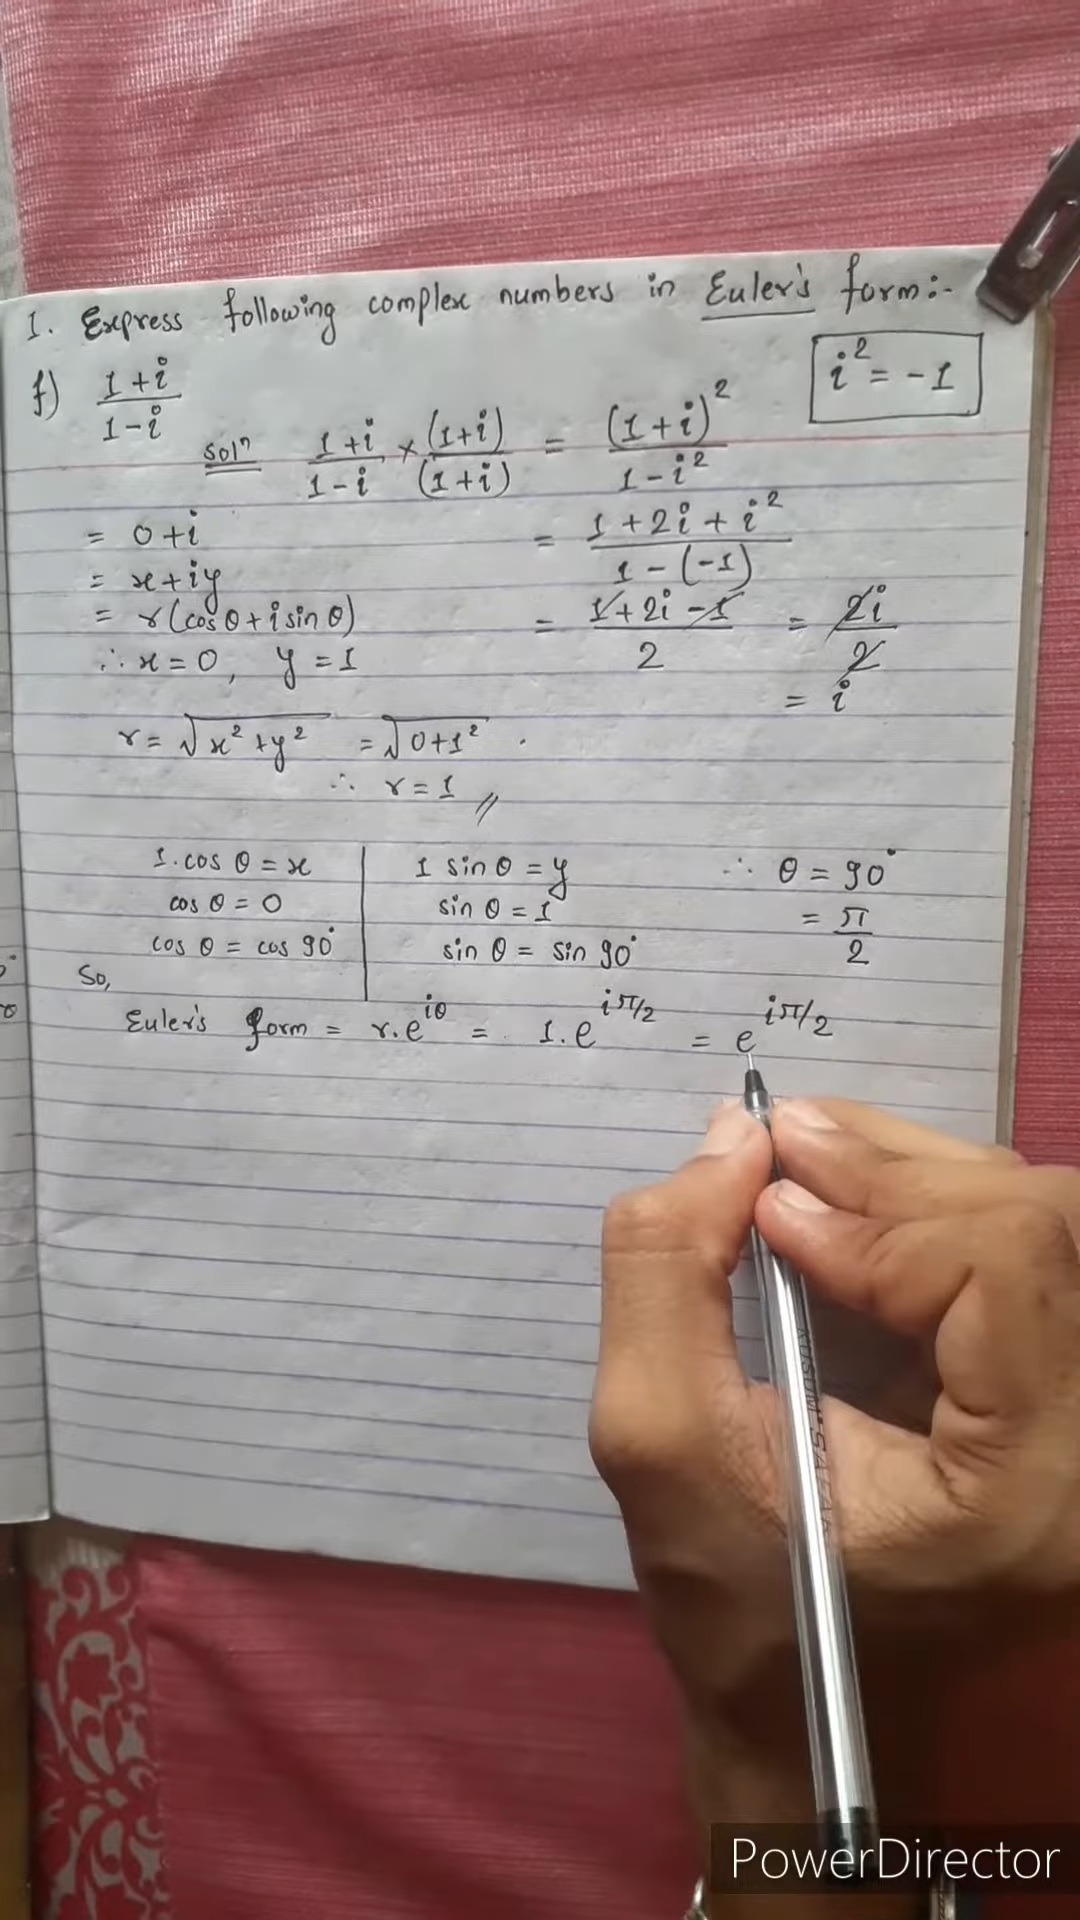 1. Express following complex numbers in Euler's form:-
f) 1+i / 1-i
i² = -1
solⁿ 1+i / 1-i × (1+i) / (1+i) = (1+i)² / 1-i²
= 0+i
= 1+2i+i² / 1-(-1)
= x+iy
= r(cosθ+i sinθ)
= 1+2i-1 / 2 = 2i / 2
∴ x=0, y=1
= i
r = √x²+y² = √0+1² .
∴ r=1 //
1.cos θ = x
cos θ = 0
cos θ = cos 90°
1 sin θ = y
sin θ = 1
sin θ = sin 90°
∴ θ = 90°
= π / 2
So,
Euler's form = r.e^iθ = 1.e^iπ/2 = e^iπ/2
PowerDirector